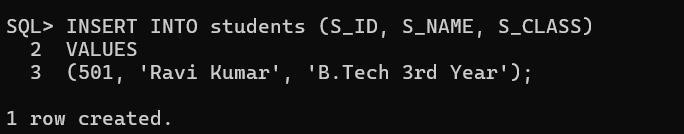 SQL> INSERT INTO students (S_ID, S_NAME, S_CLASS)
  2  VALUES
  3  (501, 'Ravi Kumar', 'B.Tech 3rd Year');
1 row created.